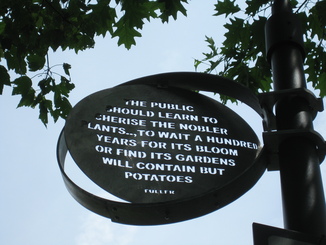 THE PUBLIC
SHOULD LEARN TO
CHERISE THE NOBLER
LANTS...,TO WAIT A HUNDRED
YEARS FOR ITS BLOOM
OR FIND ITS GARDENS
WILL CONTAIN BUT
POTATOES
FULLER